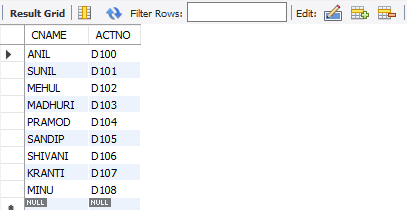 Result Grid Filter Rows: Edit:
CNAME ACTNO
ANIL D100
SUNIL D101
MEHUL D102
MADHURI D103
PRAMOD D104
SANDIP D105
SHIVANI D106
KRANTI D107
MINU D108
NULL NULL